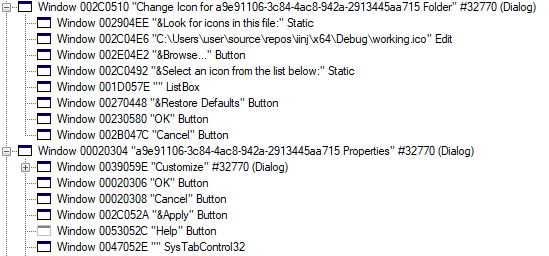 Window 002C0510 "Change Icon for a9e91106-3c84-4ac8-942a-2913445aa715 Folder" #32770 (Dialog)
Window 002904EE "&Look for icons in this file:" Static
Window 002C04E6 "C:\Users\user\source\repos\iinj\x64\Debug\working.ico" Edit
Window 002E04E2 "&Browse..." Button
Window 002C0492 "&Select an icon from the list below:" Static
Window 001D057E "" ListBox
Window 00270448 "&Restore Defaults" Button
Window 00230580 "OK" Button
Window 002B047C "Cancel" Button
Window 00020304 "a9e91106-3c84-4ac8-942a-2913445aa715 Properties" #32770 (Dialog)
Window 0039059E "Customize" #32770 (Dialog)
Window 00020306 "OK" Button
Window 00020308 "Cancel" Button
Window 002C052A "&Apply" Button
Window 0053052C "Help" Button
Window 0047052E "" SysTabControl32